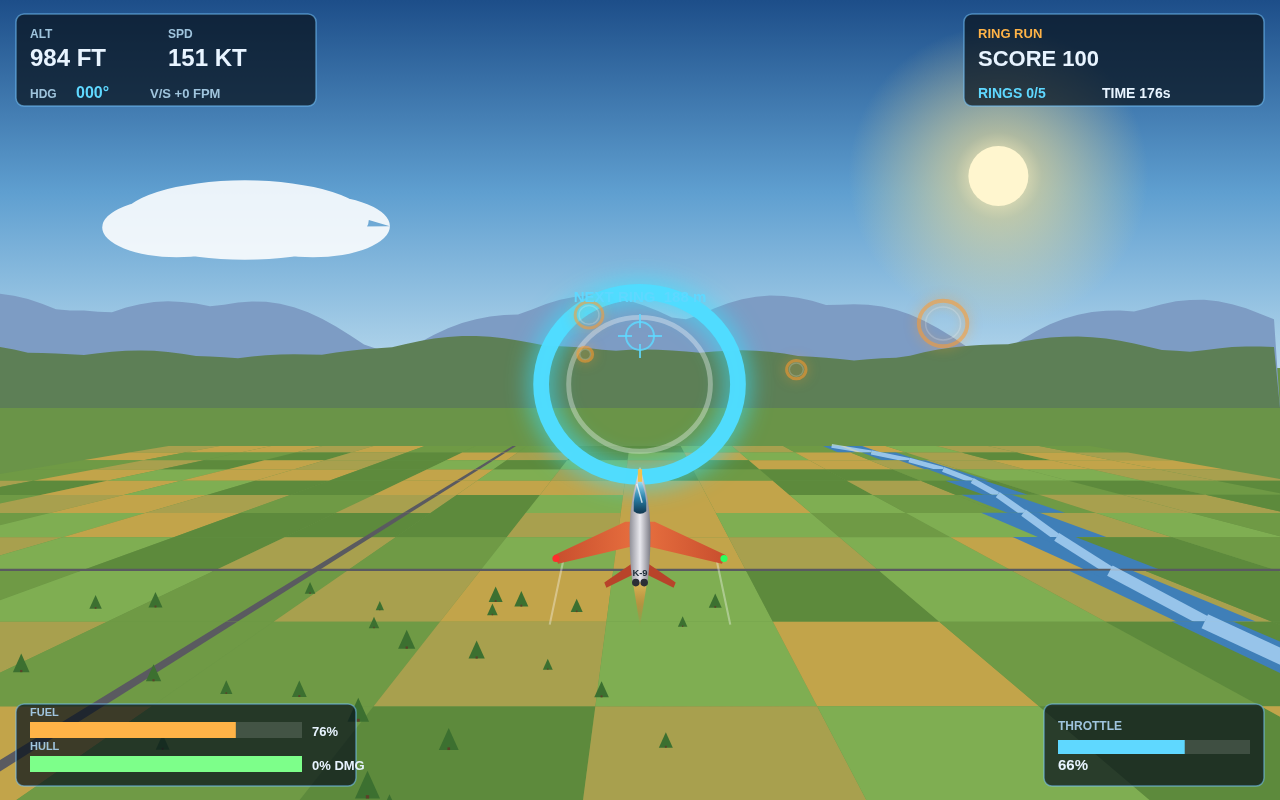 ALT SPD
984 FT 151 KT
HDG 000° V/S +0 FPM
RING RUN
SCORE 100
RINGS 0/5 TIME 176s
K-9
FUEL
76%
HULL
0% DMG
THROTTLE
66%